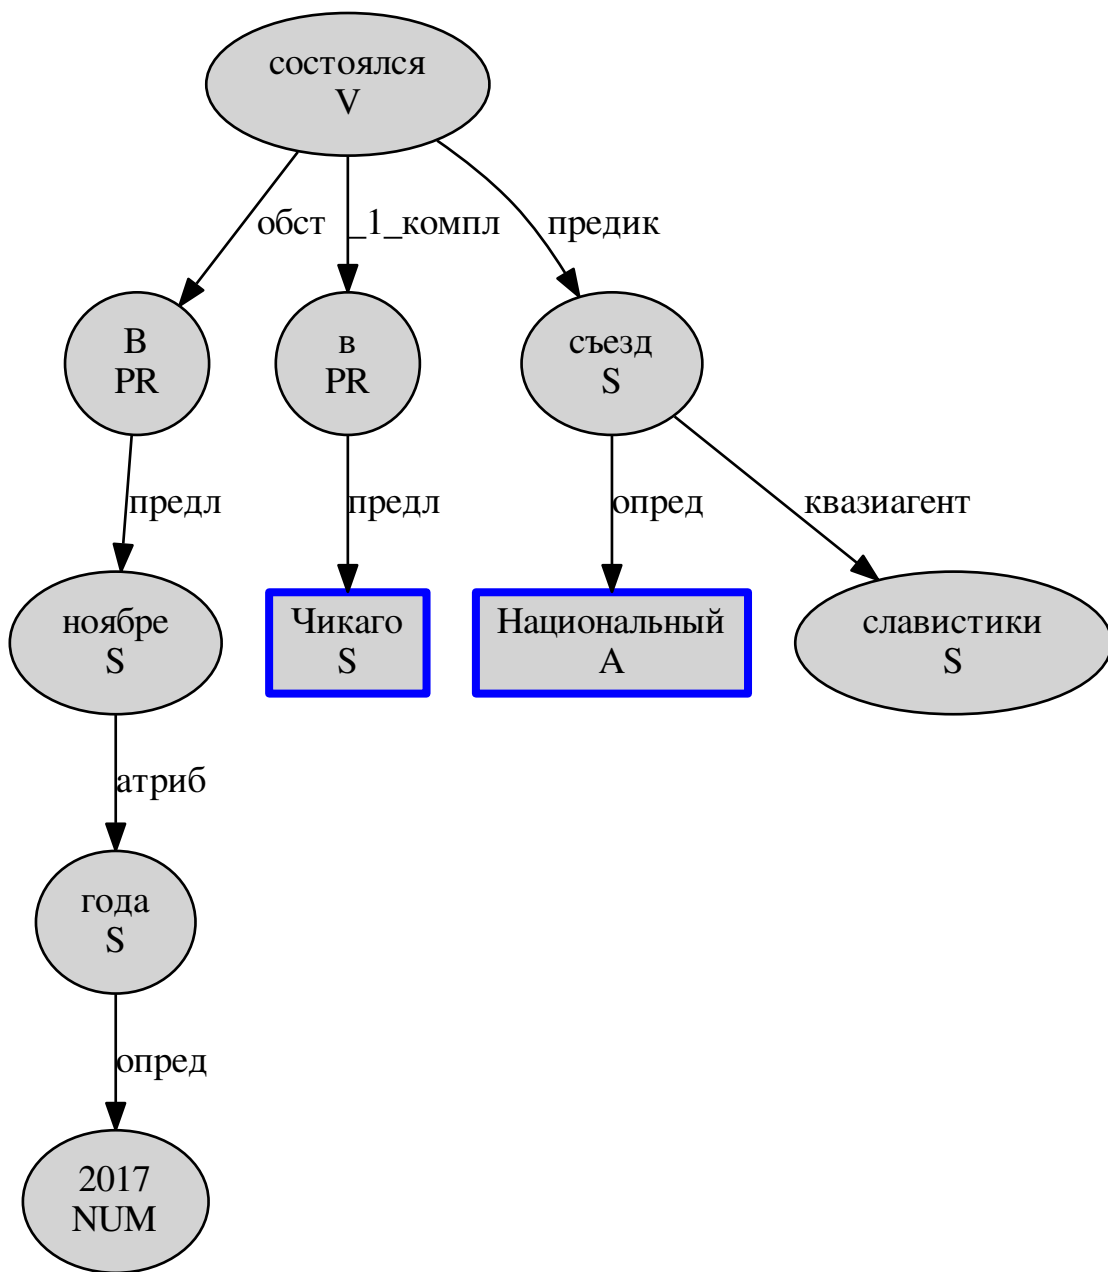 состоялся
V
обст
_1_компл
предик
В
PR
в
PR
съезд
S
предл
предл
опред
квазиагент
ноябре
S
Чикаго
S
Национальный
A
славистики
S
атриб
года
S
опред
2017
NUM